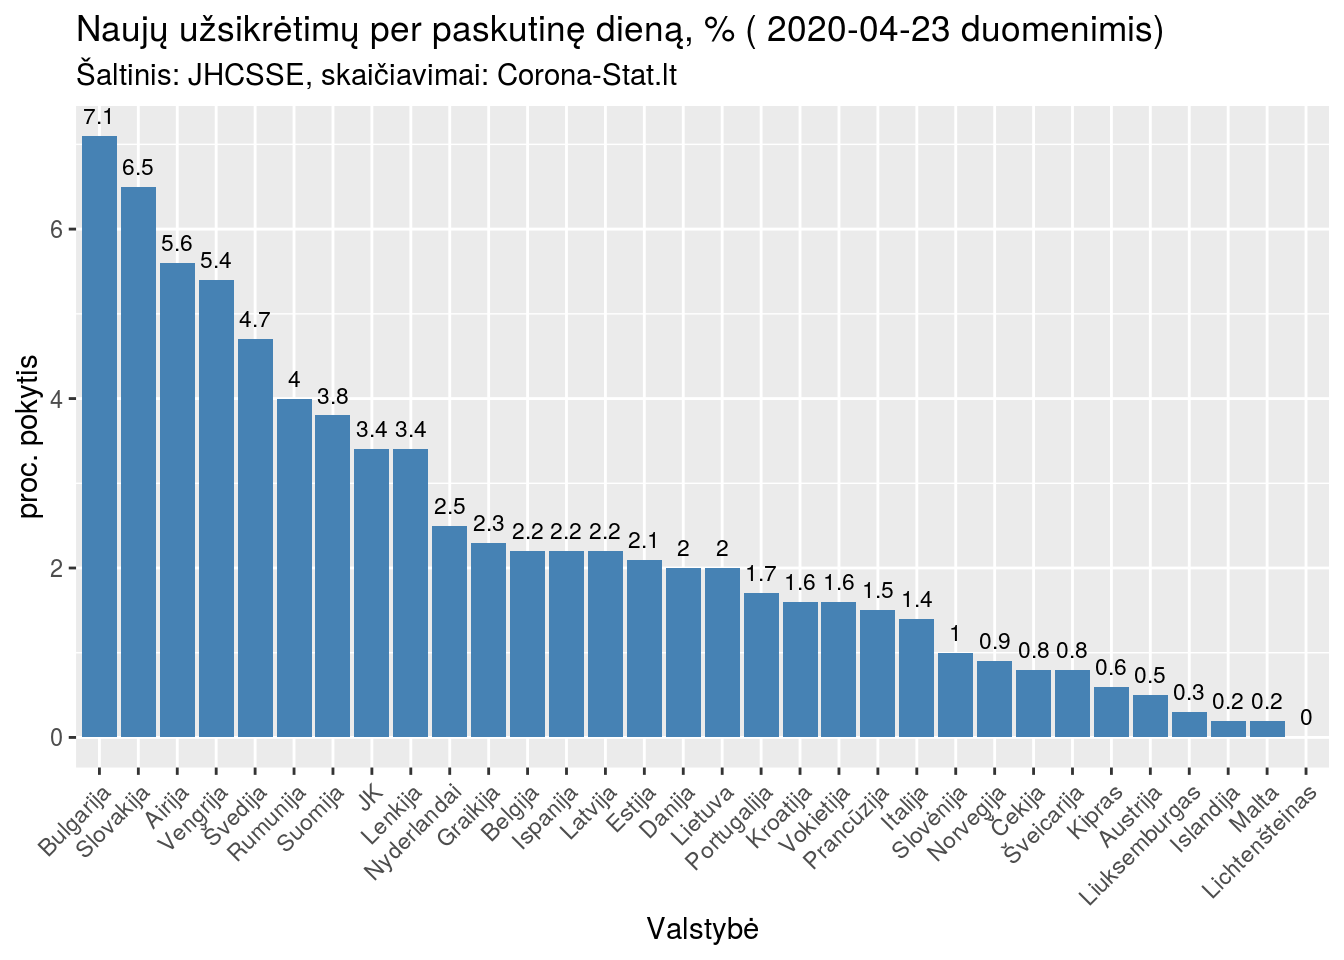 Naujų užsikrėtimų per paskutinę dieną, % ( 2020-04-23 duomenimis)
Šaltinis: JHCSSE, skaičiavimai: Corona-Stat.lt
7.1
6.5
5.6
5.4
4.7
4
3.8
3.4
3.4
2.5
2.3
2.2
2.2
2.2
2.1
2
2
1.7
1.6
1.6
1.5
1.4
1
0.9
0.8
0.8
0.6
0.5
0.3
0.2
0.2
0
6
4
2
0
proc. pokytis
Bulgarija
Slovakija
Airija
Vengrija
Švedija
Rumunija
Suomija
JK
Lenkija
Nyderlandai
Graikija
Belgija
Ispanija
Latvija
Estija
Danija
Lietuva
Portugalija
Kroatija
Vokietija
Prancūzija
Italija
Slovėnija
Norvegija
Čekija
Šveicarija
Kipras
Austrija
Liuksemburgas
Islandija
Malta
Lichtenšteinas
Valstybė